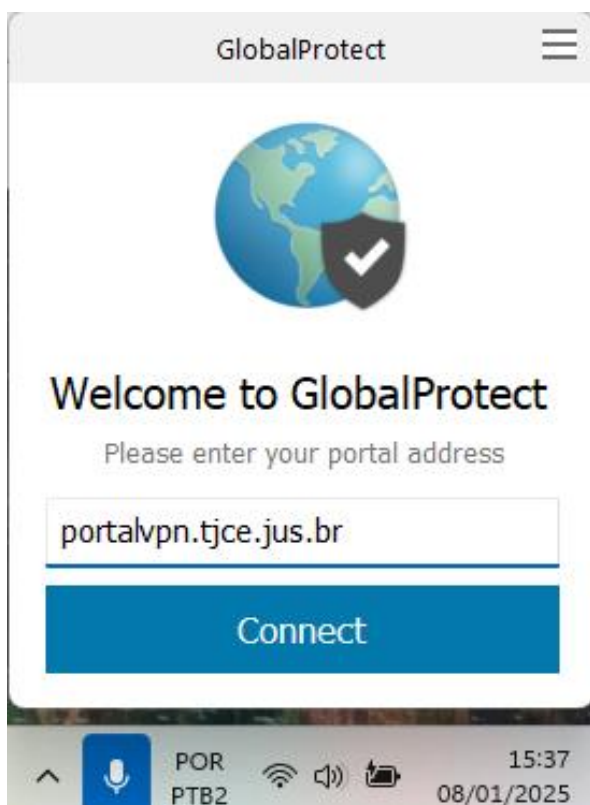 GlobalProtect
Welcome to GlobalProtect
Please enter your portal address
portalvpn.tjce.jus.br
Connect
POR
PTB2
15:37
08/01/2025